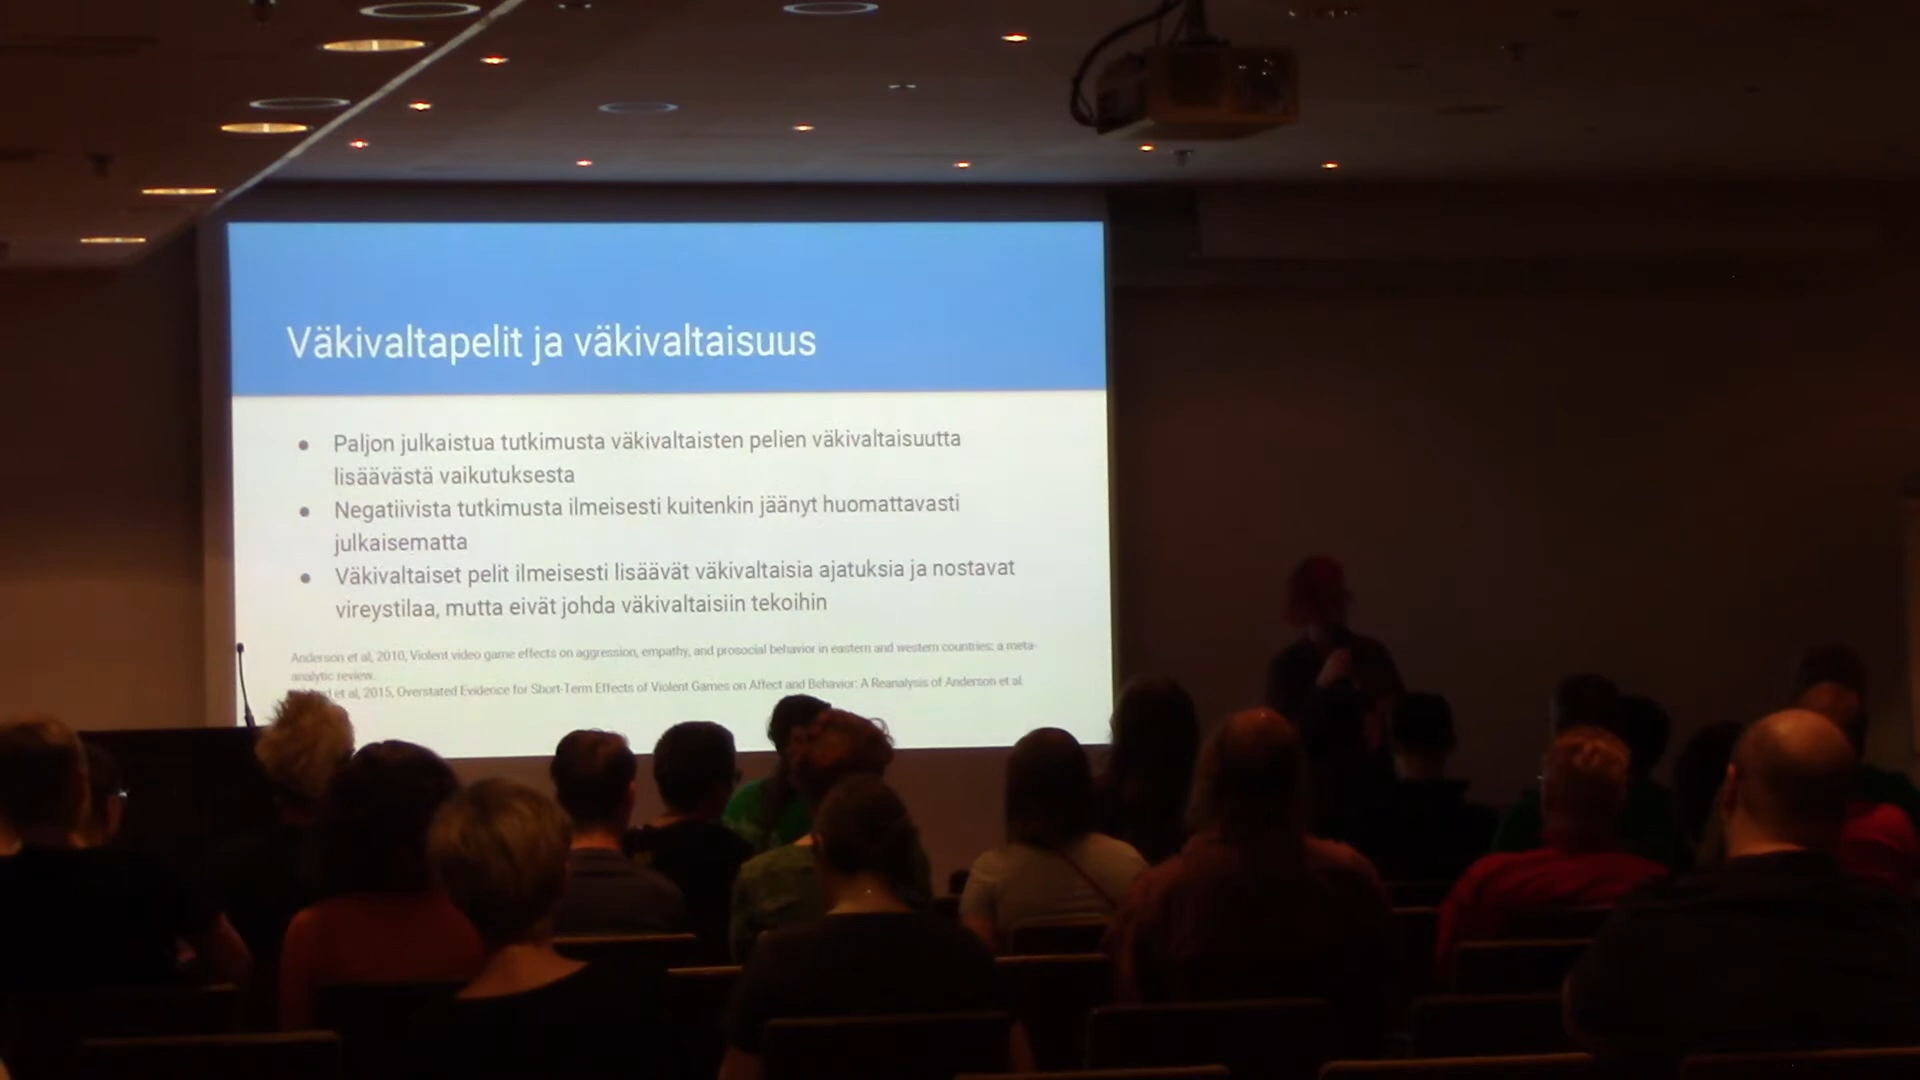 Väkivaltapelit ja väkivaltaisuus
Paljon julkaistua tutkimusta väkivaltaisten pelien väkivaltaisuutta
lisäävästä vaikutuksesta
Negatiivista tutkimusta ilmeisesti kuitenkin jäänyt huomattavasti
julkaisematta
Väkivaltaiset pelit ilmeisesti lisäävät väkivaltaisia ajatuksia ja nostavat
vireystilaa, mutta eivät johda väkivaltaisiin tekoihin
Anderson et al, 2010, Violent video game effects on aggression, empathy, and prosocial behavior in eastern and western countries: a meta-
analytic review.
et al, 2015, Overstated Evidence for Short-Term Effects of Violent Games on Affect and Behavior: A Reanalysis of Anderson et al.